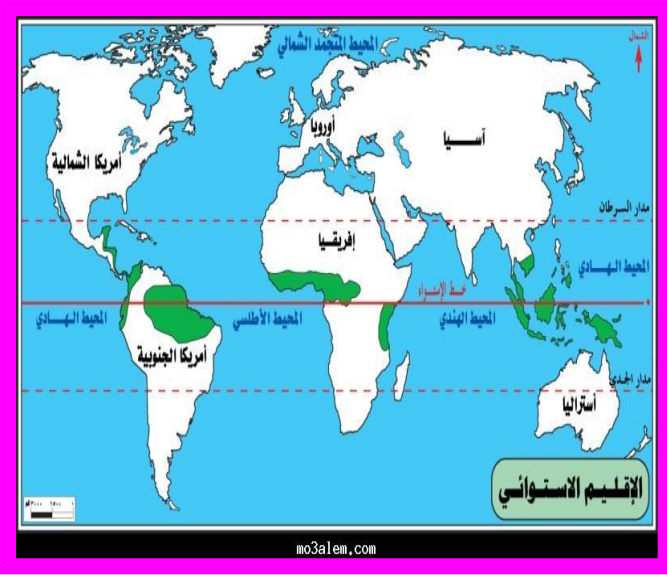 المحيط المتجمد الشمالي
الشمال
أوروبا
آسيا
أمريكا الشمالية
مدار السرطان
إفريقيا
المحيط الهادي
خط الإستواء
المحيط الهادي
المحيط الأطلسي
المحيط الهندي
أمريكا الجنوبية
مدار الجدي
أستراليا
الإقليم الاستوائي
mo3alem.com